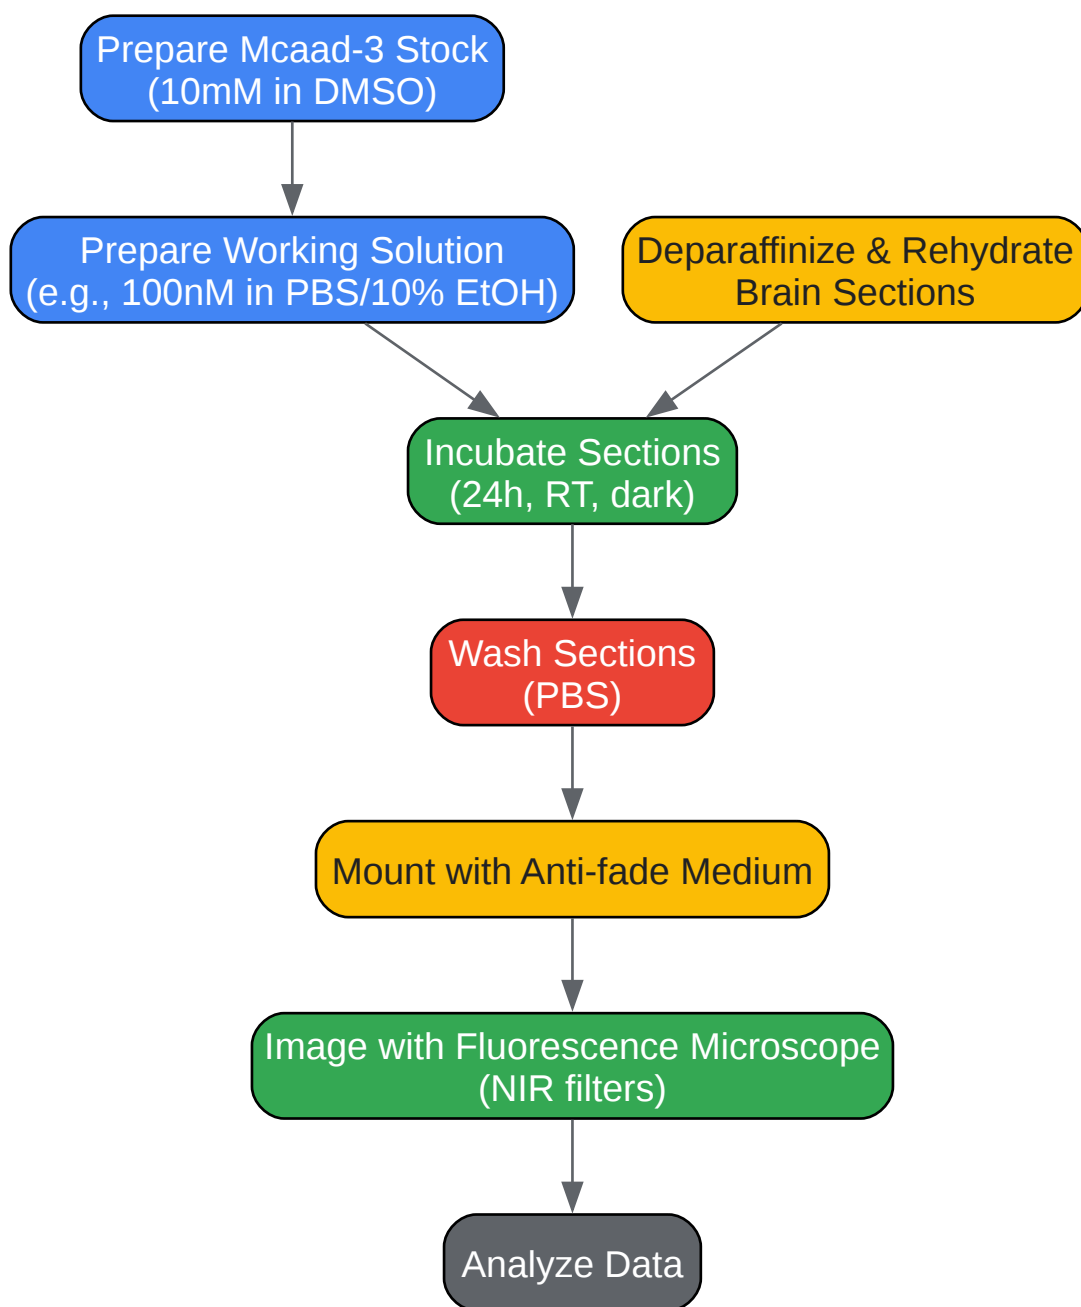 Prepare Mcaad-3 Stock
(10mM in DMSO)
Prepare Working Solution
(e.g., 100nM in PBS/10% EtOH)
Deparaffinize & Rehydrate
Brain Sections
Incubate Sections
(24h, RT, dark)
Wash Sections
(PBS)
Mount with Anti-fade Medium
Image with Fluorescence Microscope
(NIR filters)
Analyze Data